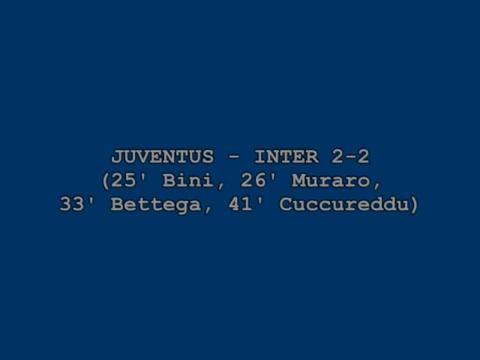 JUVENTUS - INTER 2-2
(25' Bini, 26' Muraro,
33' Bettega, 41' Cuccureddu)